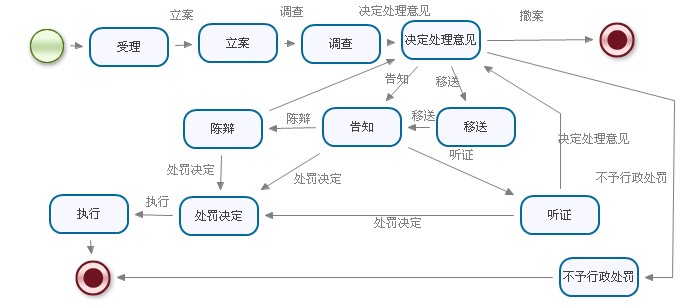 立案
调查
决定处理意见
撤案
受理
立案
调查
决定处理意见
告知
移送
陈辩
陈辩
告知
移送
移送
决定处理意见
听证
处罚决定
处罚决定
不予行政处罚
执行
执行
处罚决定
处罚决定
听证
不予行政处罚